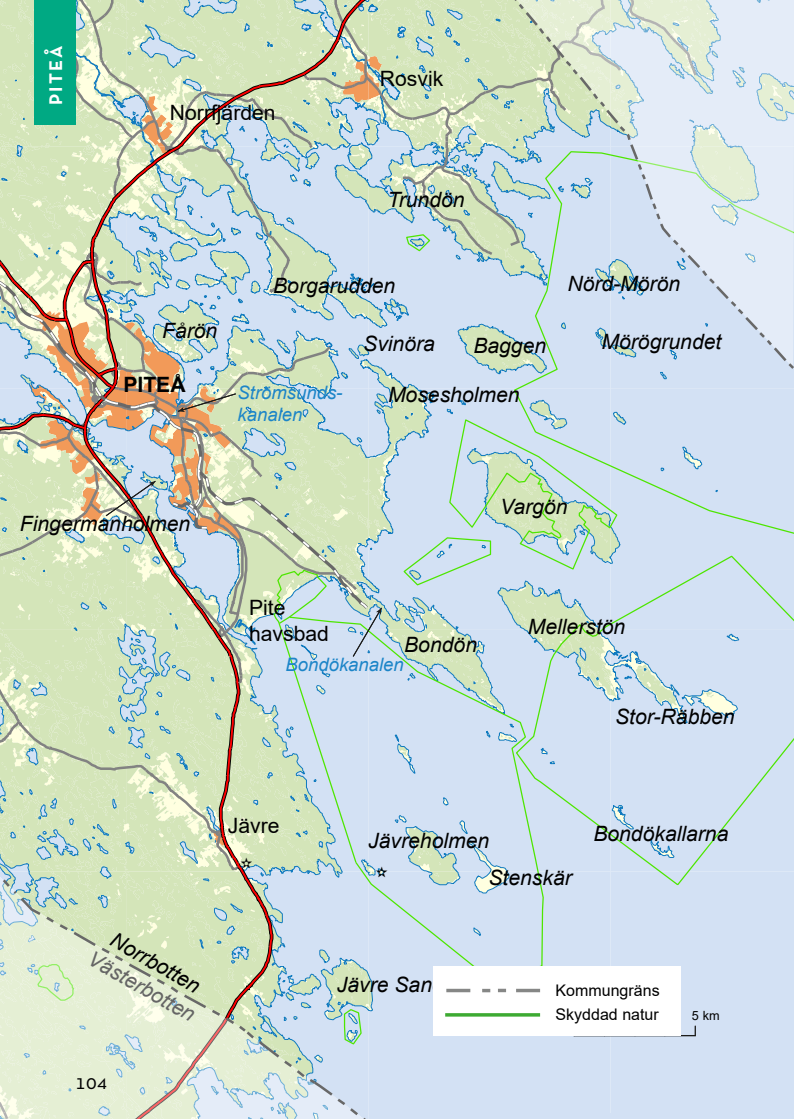 PITEÅ
Rosvik
Norrfjärden
Trundön
Nörd-Mörön
Borgarudden
Fårön
Svinöra
Baggen
Mörögrundet
PITEÅ
Strömsunds-
kanalen
Mosesholmen
Vargön
Fingermanholmen
Pite
havsbad
Mellerstön
Bondön
Bondökanalen
Stor-Räbben
Jävre
Jävreholmen
Bondökallarna
Stenskär
Norrbotten
Västerbotten
Jävre San
Kommungräns
Skyddad natur
5 km
104